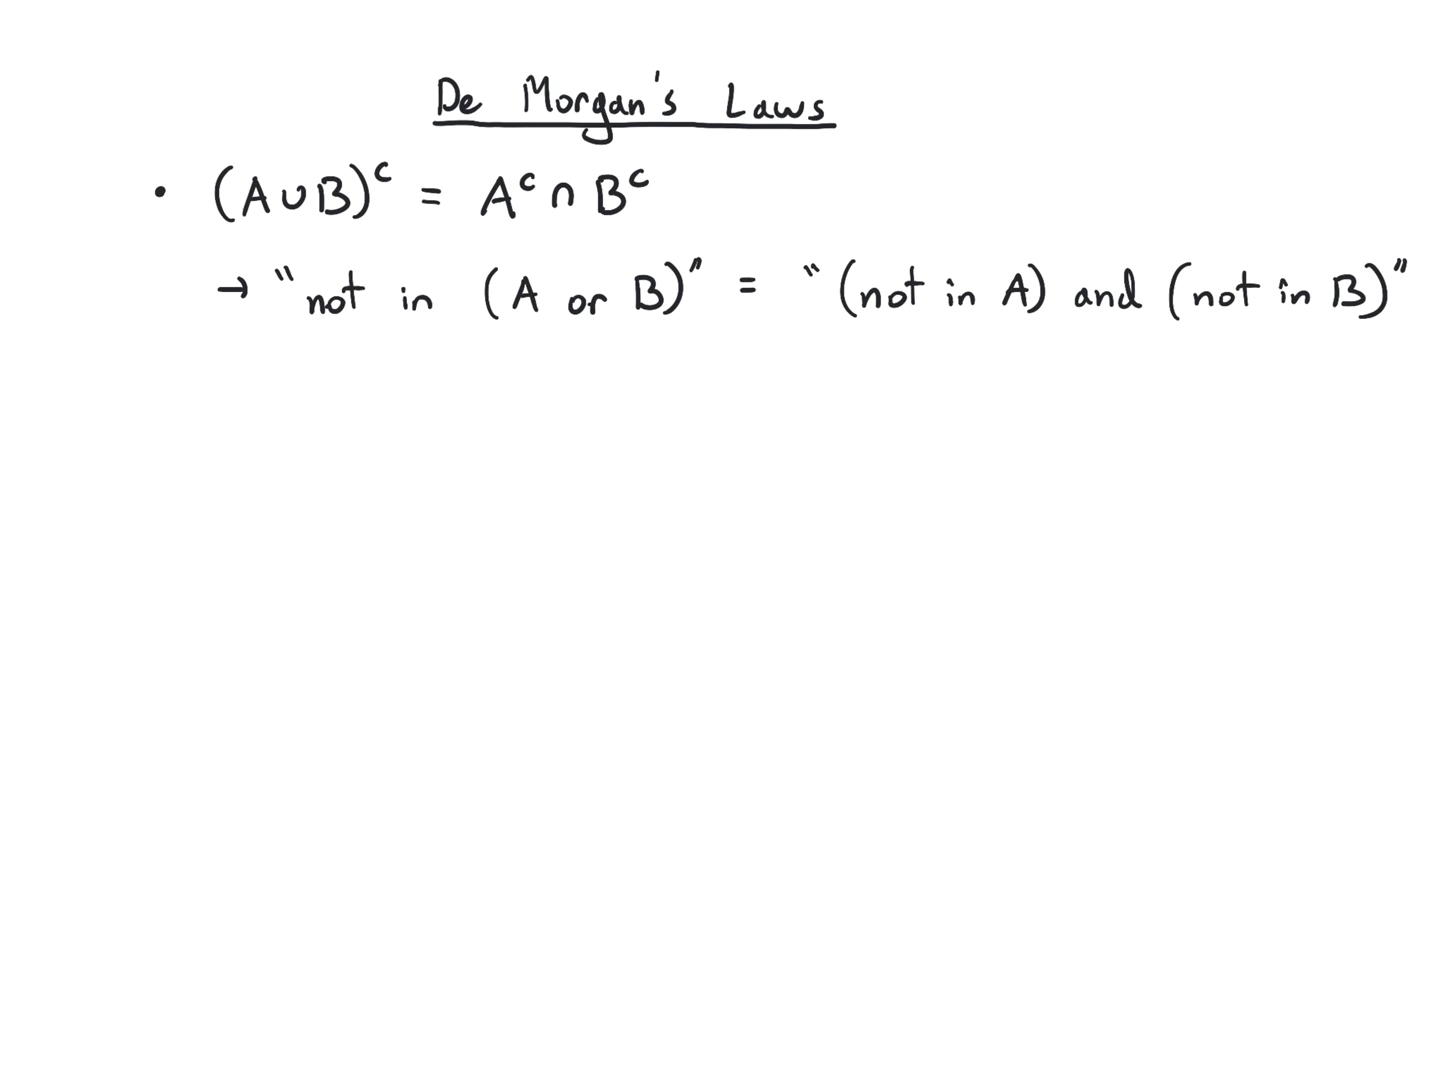 De Morgan's Laws
• (A∪B)ᶜ = Aᶜ ∩ Bᶜ
→ "not in (A or B)" = "(not in A) and (not in B)"